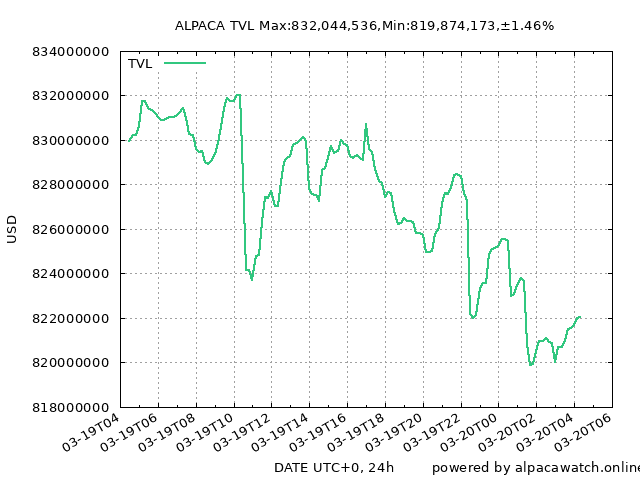 ALPACA TVL Max:832,044,536,Min:819,874,173,±1.46%
834000000
TVL
832000000
830000000
828000000
826000000
USD
824000000
822000000
820000000
818000000
03-19T04
03-19T06
03-19T08
03-19T10
03-19T12
03-19T14
03-19T16
03-19T18
03-19T20
03-19T22
03-20T00
03-20T02
03-20T04
03-20T06
DATE UTC+0, 24h
powered by alpacawatch.online